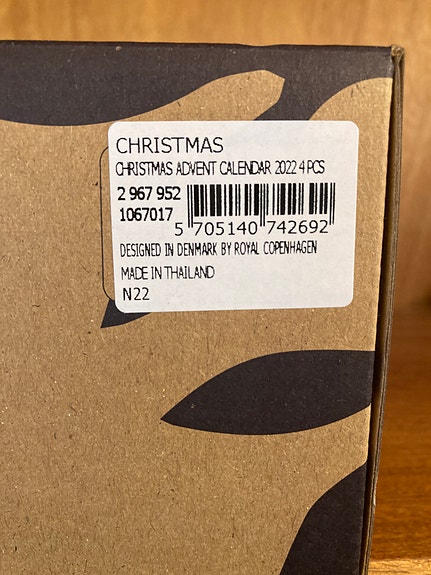 CHRISTMAS
CHRISTMAS ADVENT CALENDAR 2022 4 PCS
2 967 952
1067017
5 705140 742692
DESIGNED IN DENMARK BY ROYAL COPENHAGEN
MADE IN THAILAND
N22